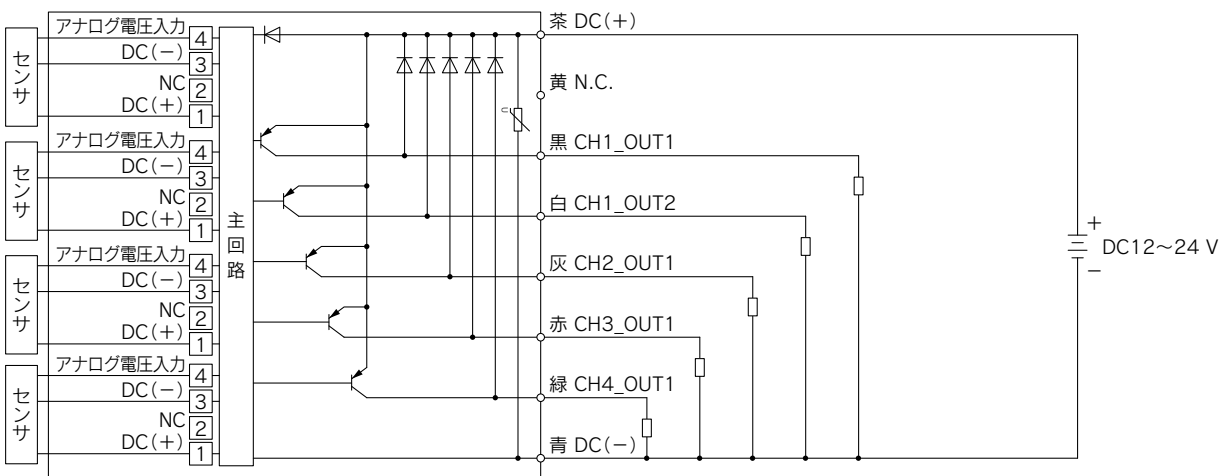 センサ
アナログ電圧入力 4
DC(−) 3
NC 2
DC(+) 1
センサ
アナログ電圧入力 4
DC(−) 3
NC 2
DC(+) 1
センサ
アナログ電圧入力 4
DC(−) 3
NC 2
DC(+) 1
センサ
アナログ電圧入力 4
DC(−) 3
NC 2
DC(+) 1
主回路
茶 DC(+)
黄 N.C.
黒 CH1_OUT1
白 CH1_OUT2
灰 CH2_OUT1
赤 CH3_OUT1
緑 CH4_OUT1
青 DC(−)
+
DC12～24 V
−